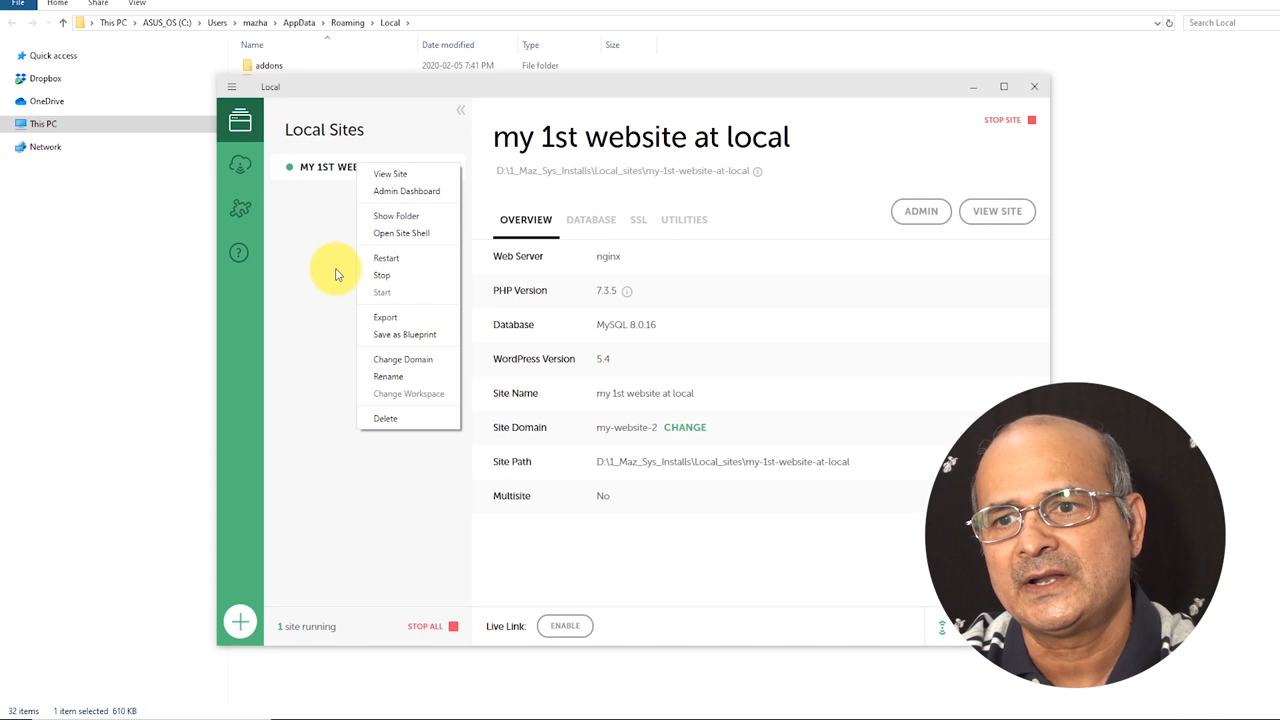 File Home Share View
This PC > ASUS_OS (C:) > Users > mazha > AppData > Roaming > Local >
Search Local
Quick access
Dropbox
OneDrive
This PC
Network
Name Date modified Type Size
addons 2020-02-05 7:41 PM File folder
Local
Local Sites
MY 1ST WEB
View Site
Admin Dashboard
Show Folder
Open Site Shell
Restart
Stop
Start
Export
Save as Blueprint
Change Domain
Rename
Change Workspace
Delete
STOP SITE
my 1st website at local
D:\1_Maz_Sys_Installs\Local_sites\my-1st-website-at-local
OVERVIEW DATABASE SSL UTILITIES
ADMIN VIEW SITE
Web Server nginx
PHP Version 7.3.5
Database MySQL 8.0.16
WordPress Version 5.4
Site Name my 1st website at local
Site Domain my-website-2 CHANGE
Site Path D:\1_Maz_Sys_Installs\Local_sites\my-1st-website-at-local
Multisite No
1 site running STOP ALL
Live Link: ENABLE
32 items 1 item selected 610 KB